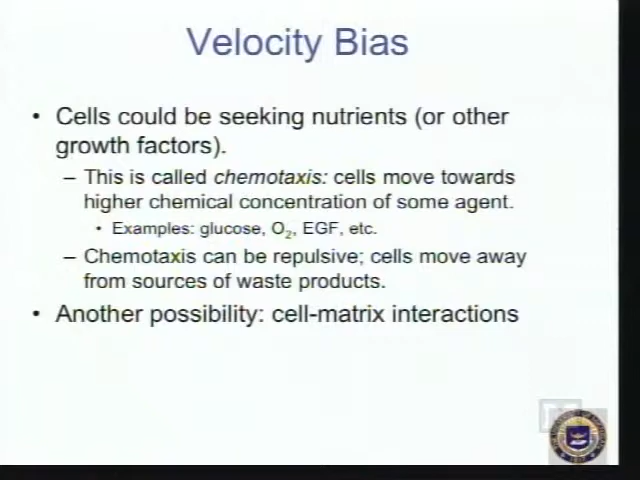 Velocity Bias
• Cells could be seeking nutrients (or other
growth factors).
– This is called chemotaxis: cells move towards
higher chemical concentration of some agent.
• Examples: glucose, O₂, EGF, etc.
– Chemotaxis can be repulsive; cells move away
from sources of waste products.
• Another possibility: cell-matrix interactions